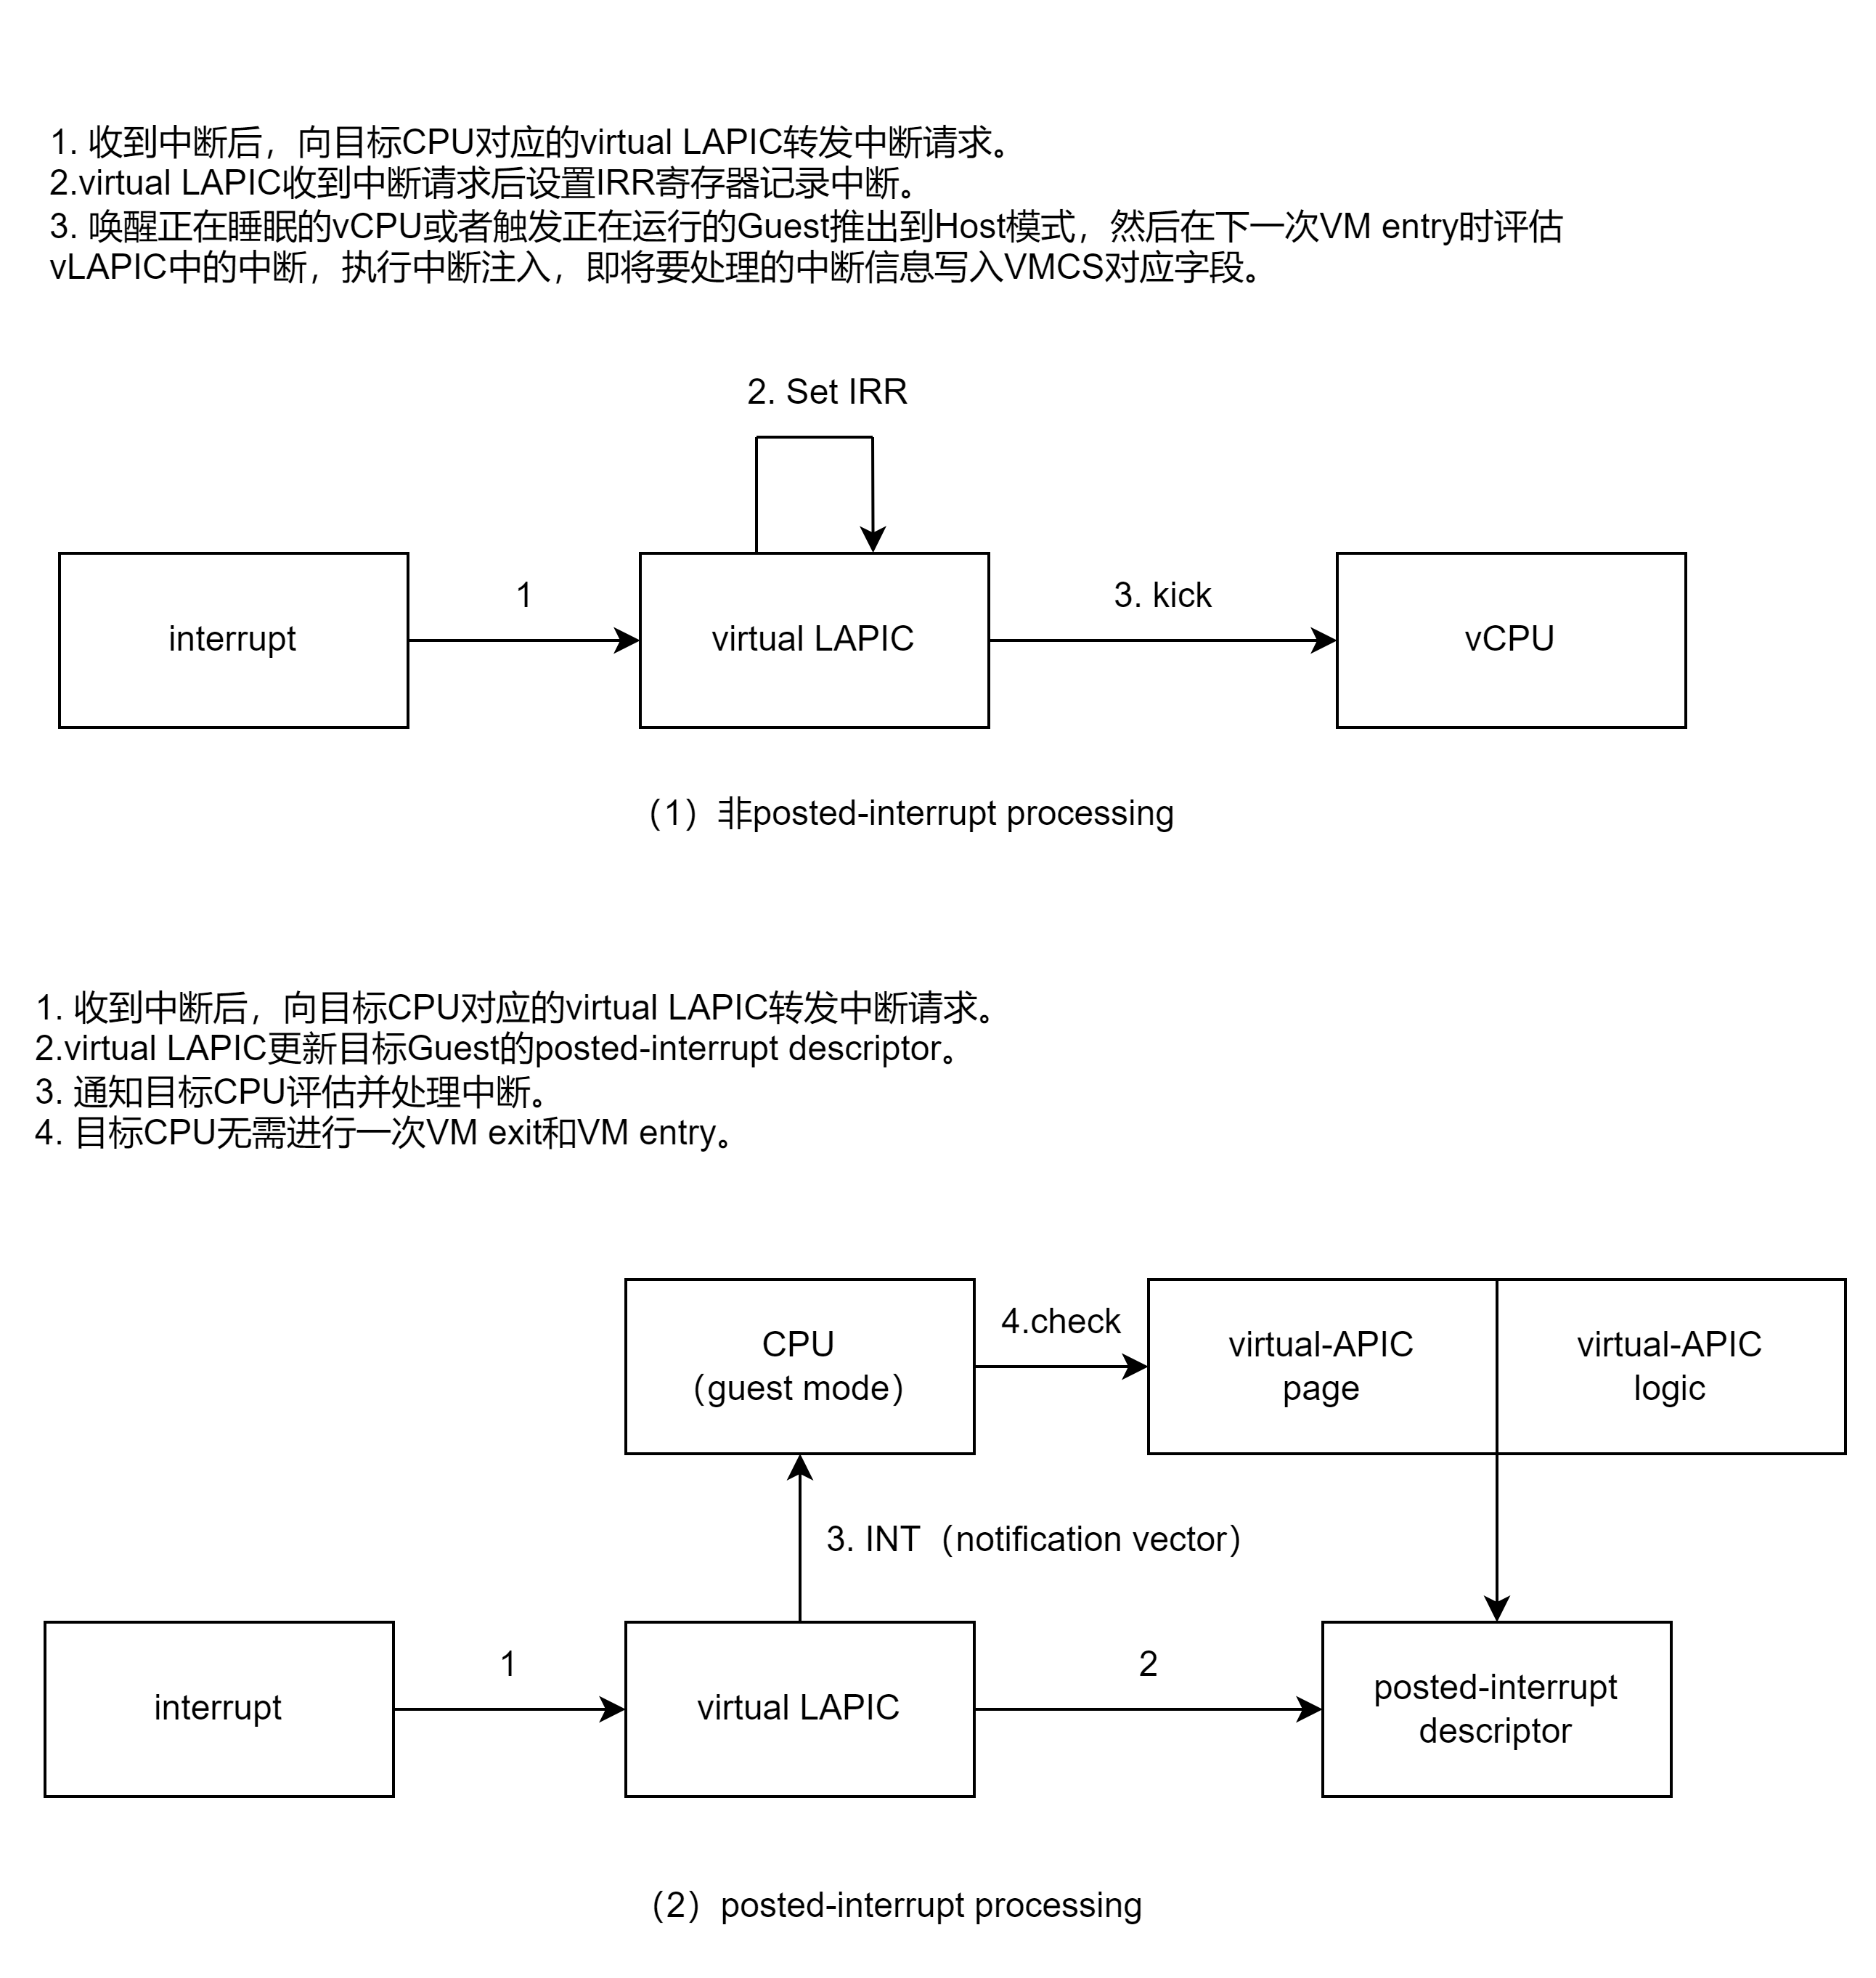 1. 收到中断后，向目标CPU对应的virtual LAPIC转发中断请求。
2.virtual LAPIC收到中断请求后设置IRR寄存器记录中断。
3. 唤醒正在睡眠的vCPU或者触发正在运行的Guest推出到Host模式，然后在下一次VM entry时评估
vLAPIC中的中断，执行中断注入，即将要处理的中断信息写入VMCS对应字段。
2. Set IRR
interrupt
1
virtual LAPIC
3. kick
vCPU
（1）非posted-interrupt processing
1. 收到中断后，向目标CPU对应的virtual LAPIC转发中断请求。
2.virtual LAPIC更新目标Guest的posted-interrupt descriptor。
3. 通知目标CPU评估并处理中断。
4. 目标CPU无需进行一次VM exit和VM entry。
CPU
（guest mode）
4.check
virtual-APIC
page
virtual-APIC
logic
3. INT（notification vector）
interrupt
1
virtual LAPIC
2
posted-interrupt
descriptor
（2）posted-interrupt processing